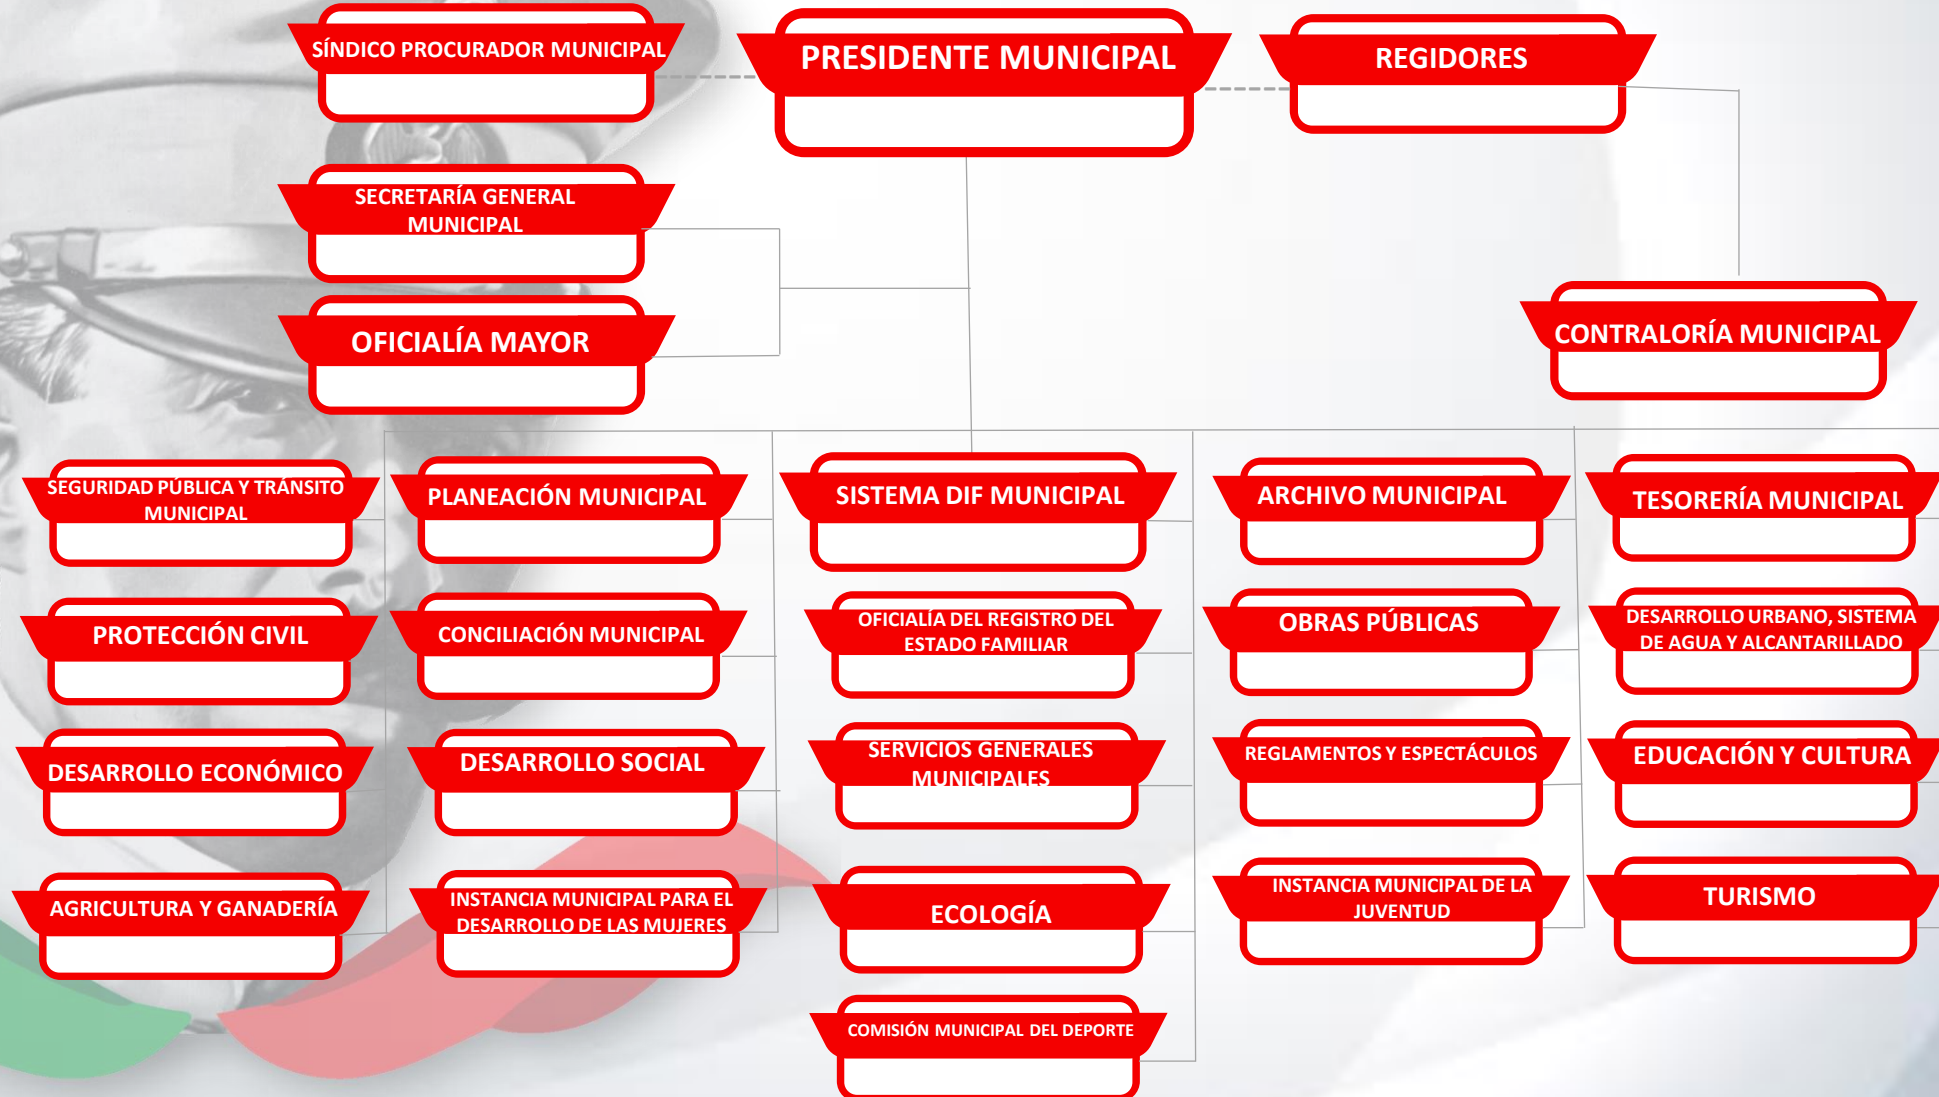 SÍNDICO PROCURADOR MUNICIPAL
PRESIDENTE MUNICIPAL
REGIDORES
SECRETARÍA GENERAL
MUNICIPAL
OFICIALÍA MAYOR
CONTRALORÍA MUNICIPAL
SEGURIDAD PÚBLICA Y TRÁNSITO
MUNICIPAL
PLANEACIÓN MUNICIPAL
SISTEMA DIF MUNICIPAL
ARCHIVO MUNICIPAL
TESORERÍA MUNICIPAL
PROTECCIÓN CIVIL
CONCILIACIÓN MUNICIPAL
OFICIALÍA DEL REGISTRO DEL
ESTADO FAMILIAR
OBRAS PÚBLICAS
DESARROLLO URBANO, SISTEMA
DE AGUA Y ALCANTARILLADO
DESARROLLO ECONÓMICO
DESARROLLO SOCIAL
SERVICIOS GENERALES
MUNICIPALES
REGLAMENTOS Y ESPECTÁCULOS
EDUCACIÓN Y CULTURA
AGRICULTURA Y GANADERÍA
INSTANCIA MUNICIPAL PARA EL
DESARROLLO DE LAS MUJERES
ECOLOGÍA
INSTANCIA MUNICIPAL DE LA
JUVENTUD
TURISMO
COMISIÓN MUNICIPAL DEL DEPORTE